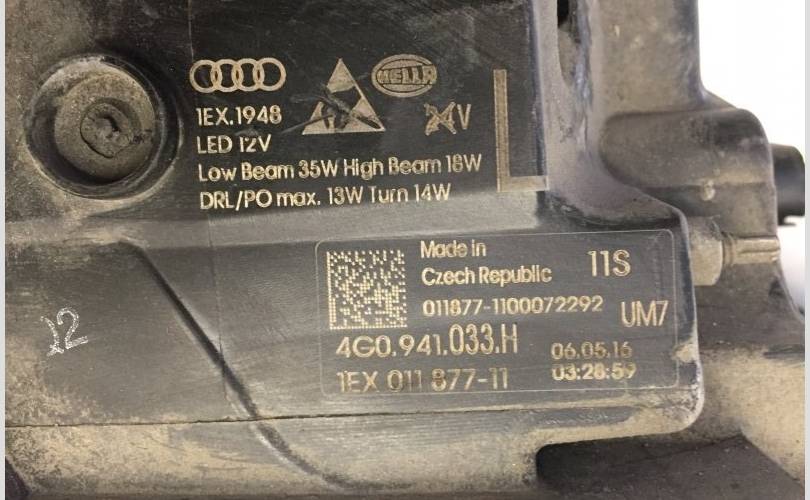 HELLA
1EX.1948
24V
LED 12V
Low Beam 35W High Beam 18W
DRL/PO max. 13W Turn 14W
L
Made in
Czech Republic
11S
011877-1100072292
UM7
4G0.941.033.H
06.05.16
1EX 011 877-11
03:28:59
12